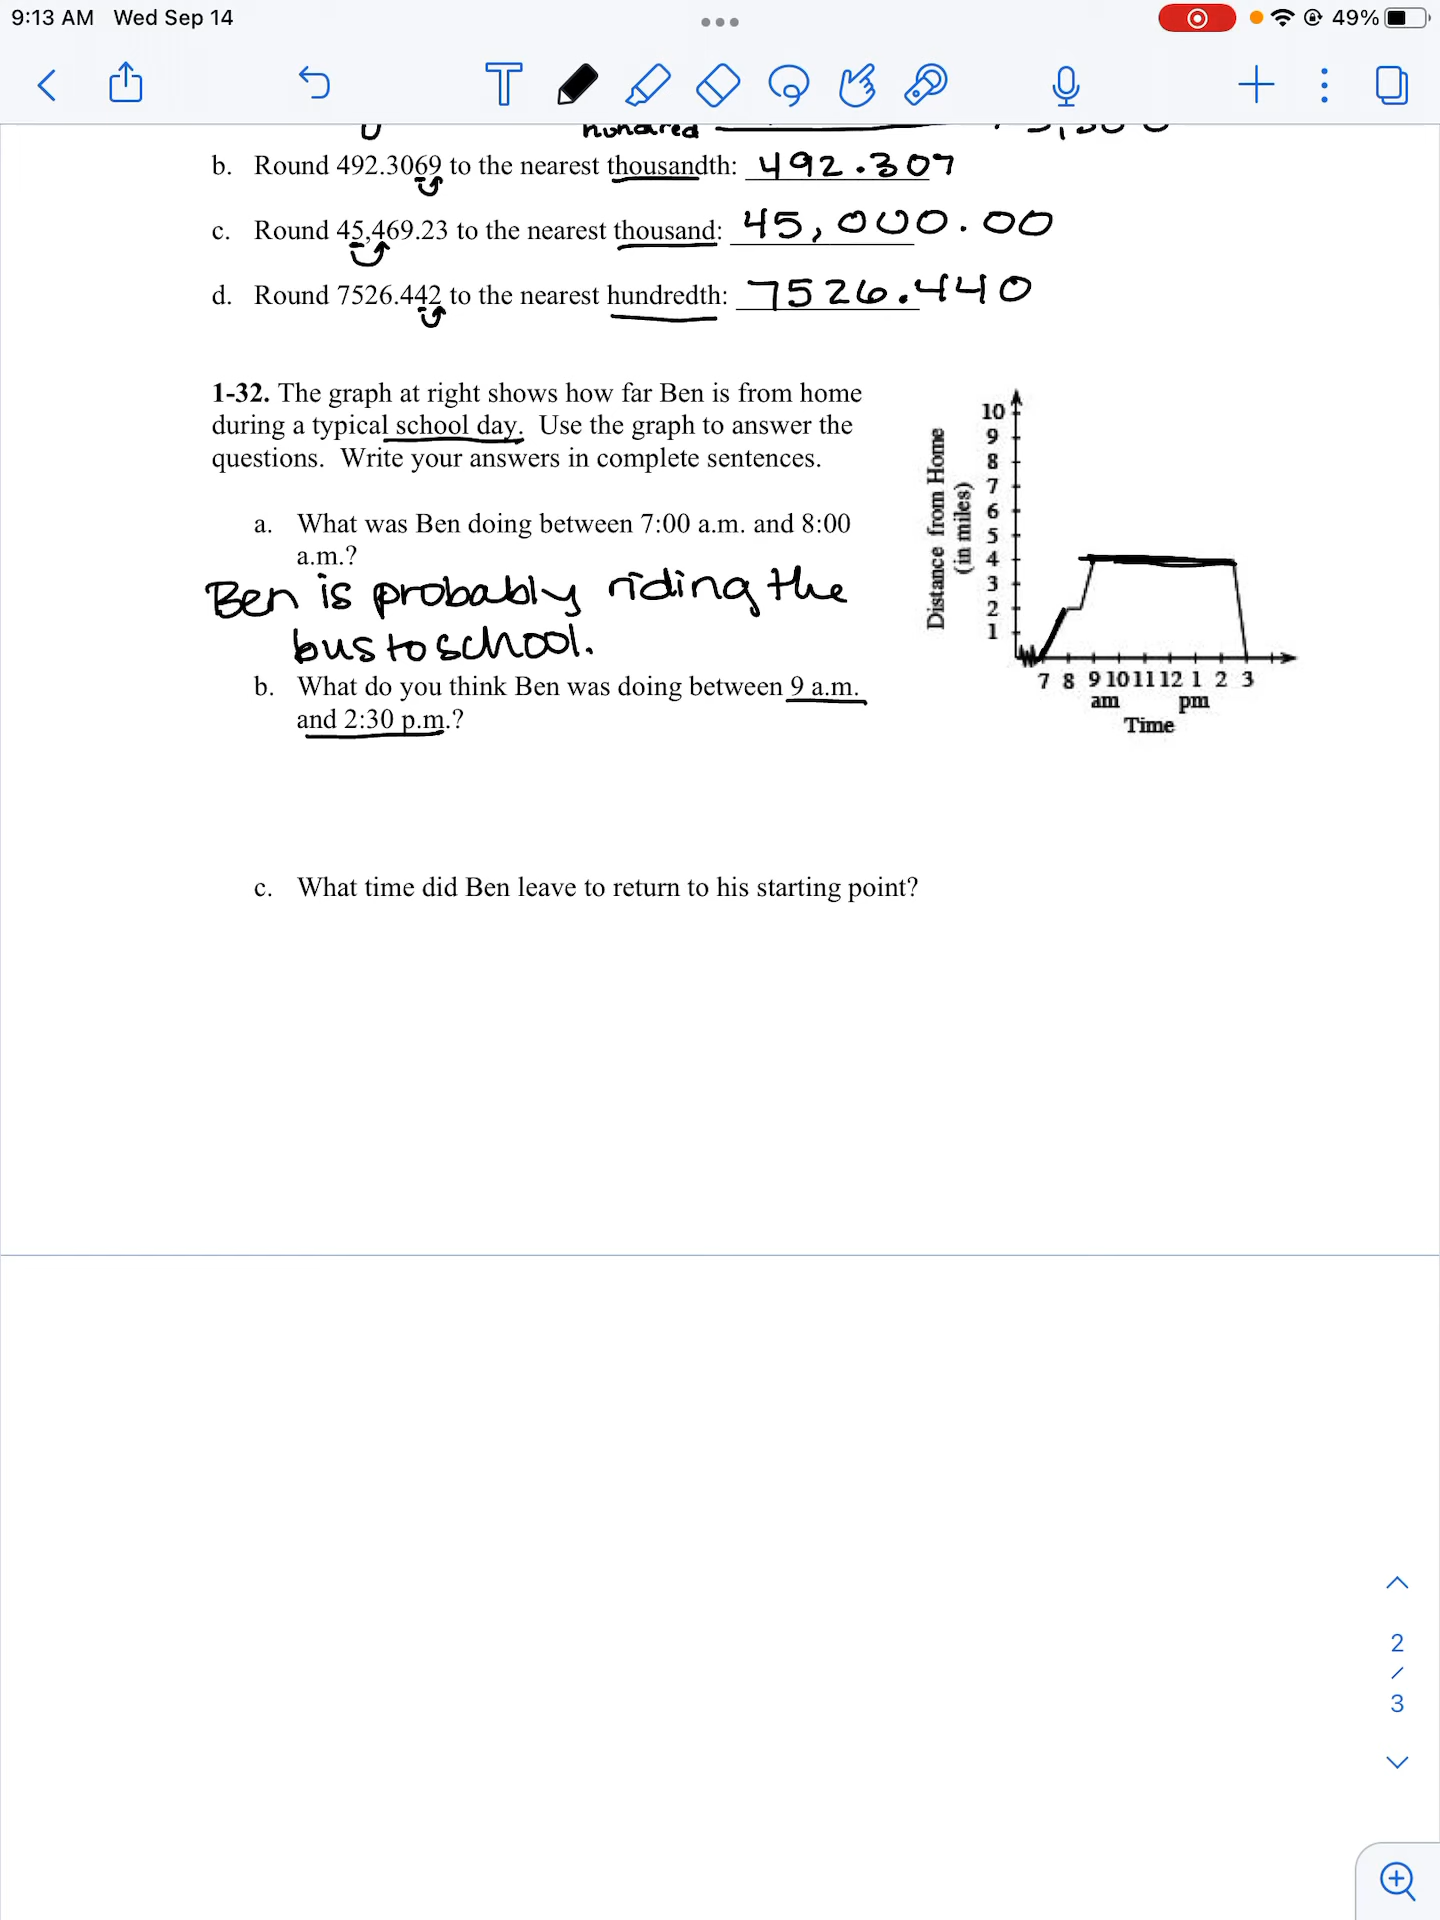 9:13 AM Wed Sep 14
49%
hundred
b. Round 492.3069 to the nearest thousandth: 492.307
c. Round 45,469.23 to the nearest thousand: 45,000.00
d. Round 7526.442 to the nearest hundredth: 7526.440
1-32. The graph at right shows how far Ben is from home
during a typical school day. Use the graph to answer the
questions. Write your answers in complete sentences.
a. What was Ben doing between 7:00 a.m. and 8:00
a.m.?
Ben is probably riding the
bus to school.
b. What do you think Ben was doing between 9 a.m.
and 2:30 p.m.?
c. What time did Ben leave to return to his starting point?
Distance from Home
(in miles)
10
9
8
7
6
5
4
3
2
1
7 8 9 10 11 12 1 2 3
am pm
Time
2
/
3